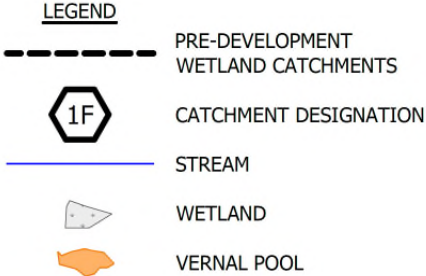 LEGEND
PRE-DEVELOPMENT
WETLAND CATCHMENTS
1F
CATCHMENT DESIGNATION
STREAM
WETLAND
VERNAL POOL